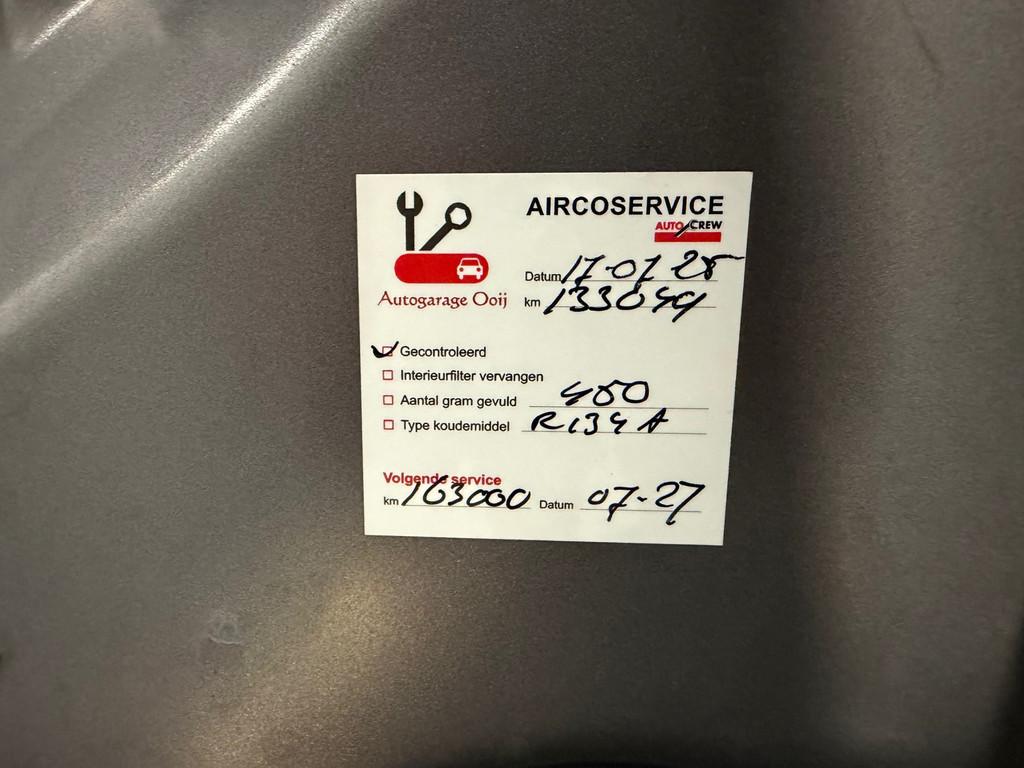 AIRCOSERVICE
AUTO CREW
Autogarage Ooij
Datum 17-07 25
km 133049
Gecontroleerd
Interieurfilter vervangen
Aantal gram gevuld 450
Type koudemiddel R134A
Volgende service
km 163000 Datum 07-27